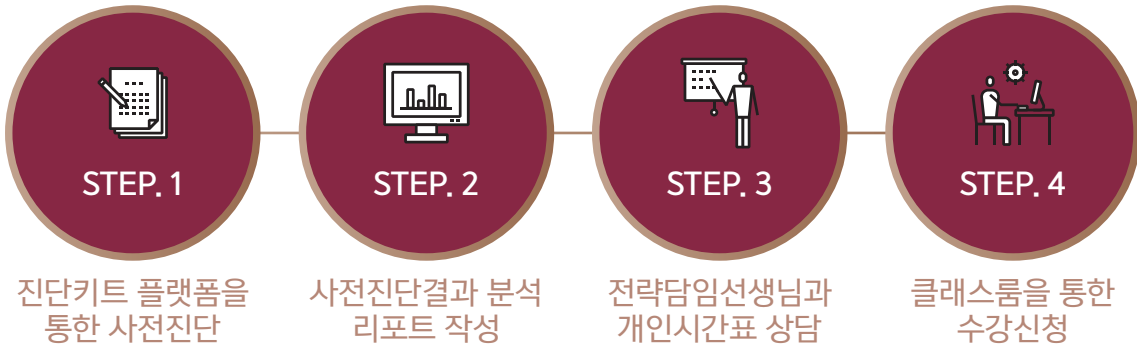 STEP. 1
진단키트 플랫폼을
통한 사전진단
STEP. 2
사전진단결과 분석
리포트 작성
STEP. 3
전략담임선생님과
개인시간표 상담
STEP. 4
클래스룸을 통한
수강신청